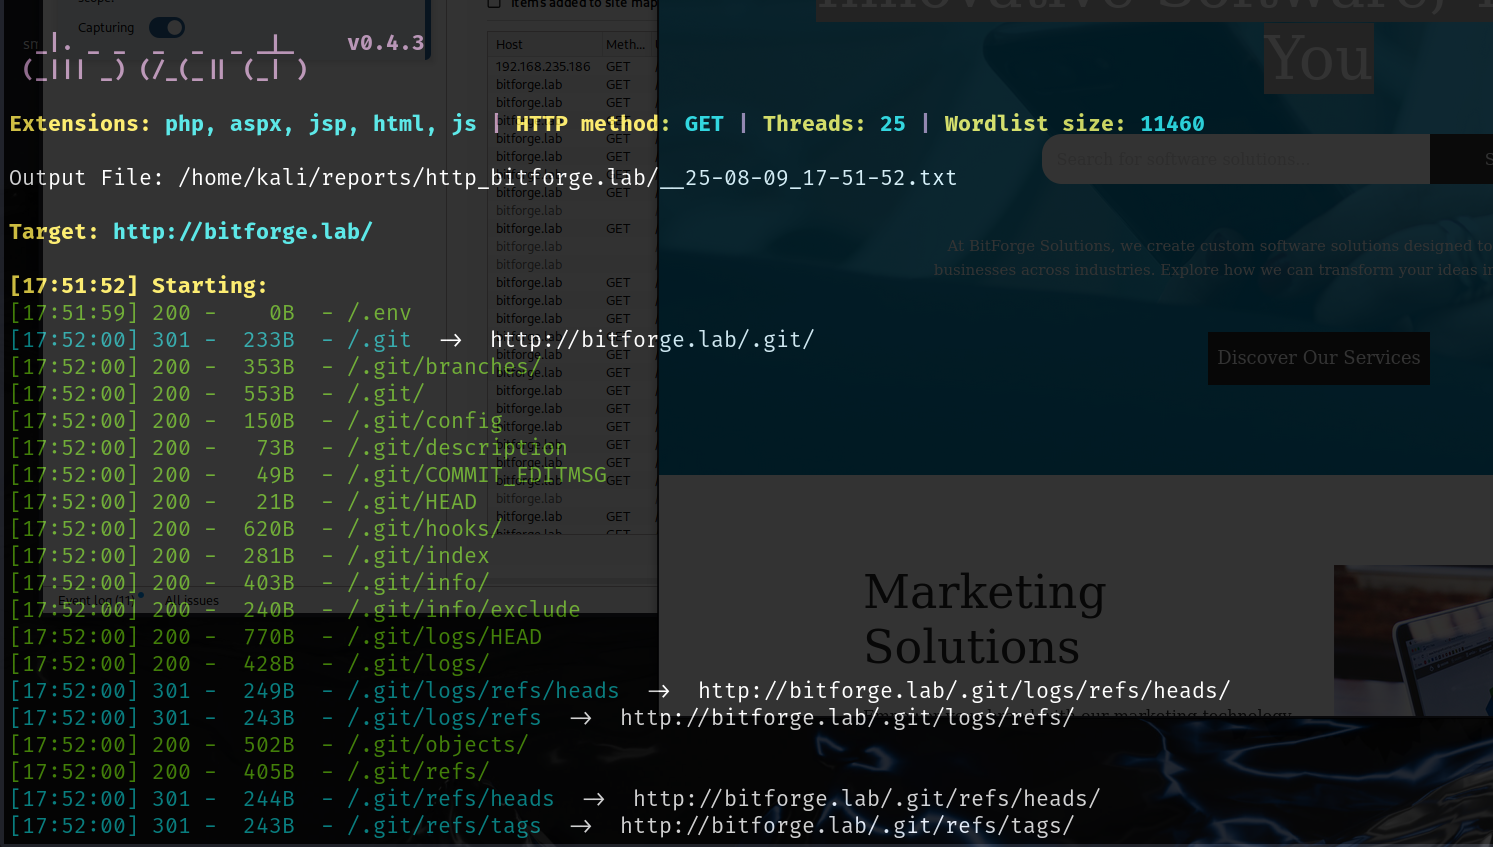 scope.
Capturing
Items added to site map
Innovative Software,
You
v0.4.3
Host Meth...
192.168.235.186 GET
bitforge.lab GET
bitforge.lab GET
Extensions: php, aspx, jsp, html, js | HTTP method: GET | Threads: 25 | Wordlist size: 11460
Search for software solutions...
Output File: /home/kali/reports/http_bitforge.lab/__25-08-09_17-51-52.txt
Target: http://bitforge.lab/
At BitForge Solutions, we create custom software solutions designed to
businesses across industries. Explore how we can transform your ideas
[17:51:52] Starting:
[17:51:59] 200 - 0B - /.env
[17:52:00] 301 - 233B - /.git -> http://bitforge.lab/.git/
[17:52:00] 200 - 353B - /.git/branches/
Discover Our Services
[17:52:00] 200 - 553B - /.git/
[17:52:00] 200 - 150B - /.git/config
[17:52:00] 200 - 73B - /.git/description
[17:52:00] 200 - 49B - /.git/COMMIT_EDITMSG
[17:52:00] 200 - 21B - /.git/HEAD
[17:52:00] 200 - 620B - /.git/hooks/
[17:52:00] 200 - 281B - /.git/index
[17:52:00] 200 - 403B - /.git/info/
Marketing
Solutions
Event log (11) All issues
[17:52:00] 200 - 240B - /.git/info/exclude
[17:52:00] 200 - 770B - /.git/logs/HEAD
[17:52:00] 200 - 428B - /.git/logs/
[17:52:00] 301 - 249B - /.git/logs/refs/heads -> http://bitforge.lab/.git/logs/refs/heads/
[17:52:00] 301 - 243B - /.git/logs/refs -> http://bitforge.lab/.git/logs/refs/
our marketing technology
[17:52:00] 200 - 502B - /.git/objects/
[17:52:00] 200 - 405B - /.git/refs/
[17:52:00] 301 - 244B - /.git/refs/heads -> http://bitforge.lab/.git/refs/heads/
[17:52:00] 301 - 243B - /.git/refs/tags -> http://bitforge.lab/.git/refs/tags/